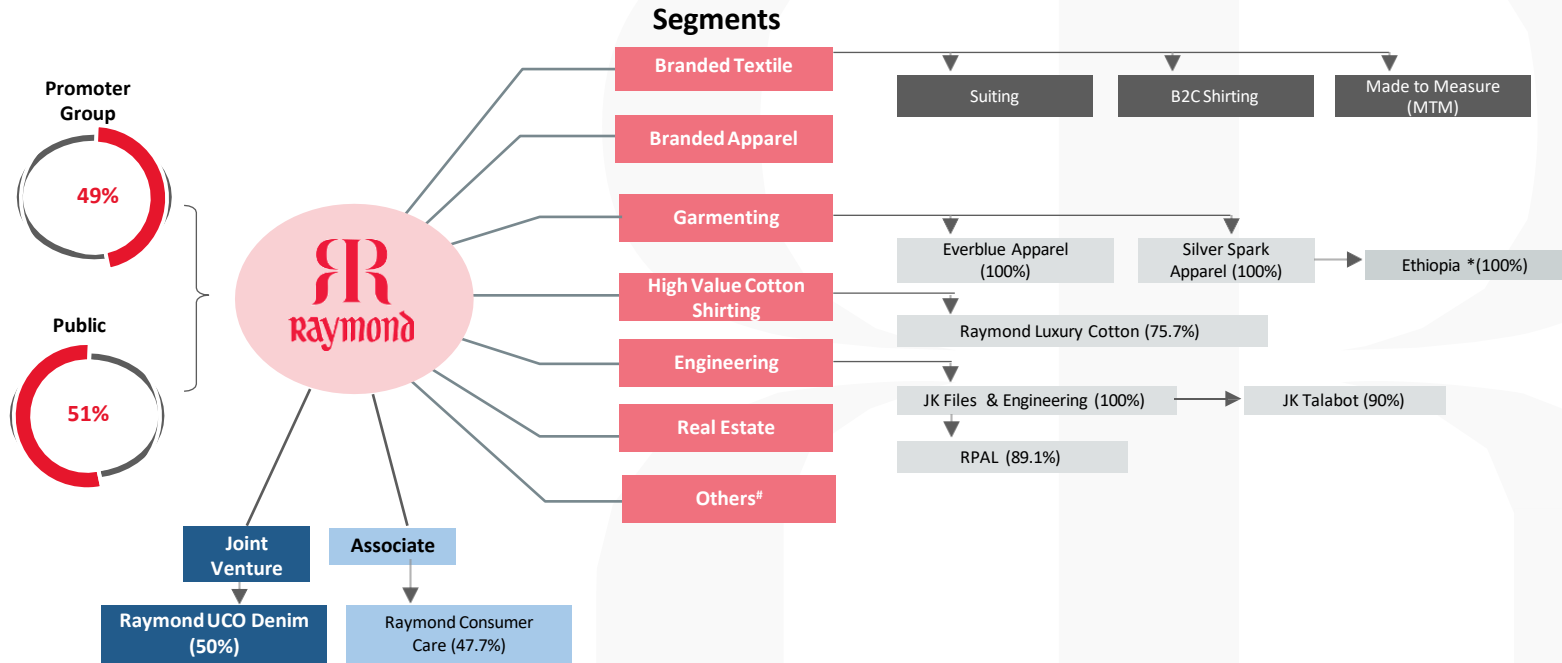 Segments
Promoter
Group
49%
Public
51%
Raymond
Branded Textile
Suiting
B2C Shirting
Made to Measure
(MTM)
Branded Apparel
Garmenting
Everblue Apparel
(100%)
Silver Spark
Apparel (100%)
Ethiopia *(100%)
High Value Cotton
Shirting
Raymond Luxury Cotton (75.7%)
Engineering
JK Files & Engineering (100%)
JK Talabot (90%)
RPAL (89.1%)
Real Estate
Others#
Joint
Venture
Raymond UCO Denim
(50%)
Associate
Raymond Consumer
Care (47.7%)